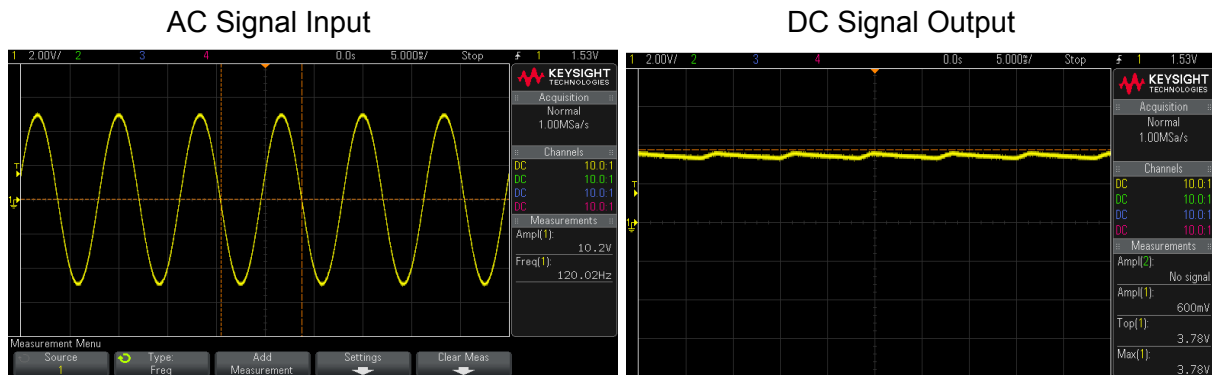 AC Signal Input
DC Signal Output
1 2.00V/ 2 3 4 0.0s 5.000%/ Stop 1 1.53V
KEYSIGHT
TECHNOLOGIES
Acquisition
Normal
1.00MSa/s
Channels
DC 10.0:1
DC 10.0:1
DC 10.0:1
DC 10.0:1
Measurements
Ampl(1):
10.2V
Freq(1):
120.02Hz
T
1
Measurement Menu
Source
1
Type:
Freq
Add
Measurement
Settings
Clear Meas
1 2.00V/ 2 3 4 0.0s 5.000%/ Stop 1 1.53V
KEYSIGHT
TECHNOLOGIES
Acquisition
Normal
1.00MSa/s
Channels
DC 10.0:1
DC 10.0:1
DC 10.0:1
DC 10.0:1
Measurements
Ampl(2):
No signal
Ampl(1):
600mV
Top(1):
3.78V
Max(1):
3.78V
T
1